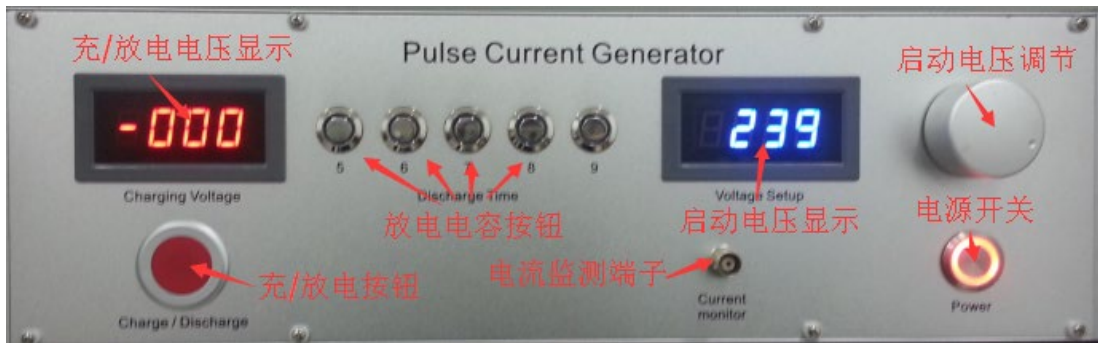 充/放电电压显示
Pulse Current Generator
启动电压调节
-000
239
5 6 7 8 9
Charging Voltage
Discharge Time
Voltage Setup
放电电容按钮
启动电压显示
电源开关
充/放电按钮
电流监测端子
Charge / Discharge
Current
monitor
Power